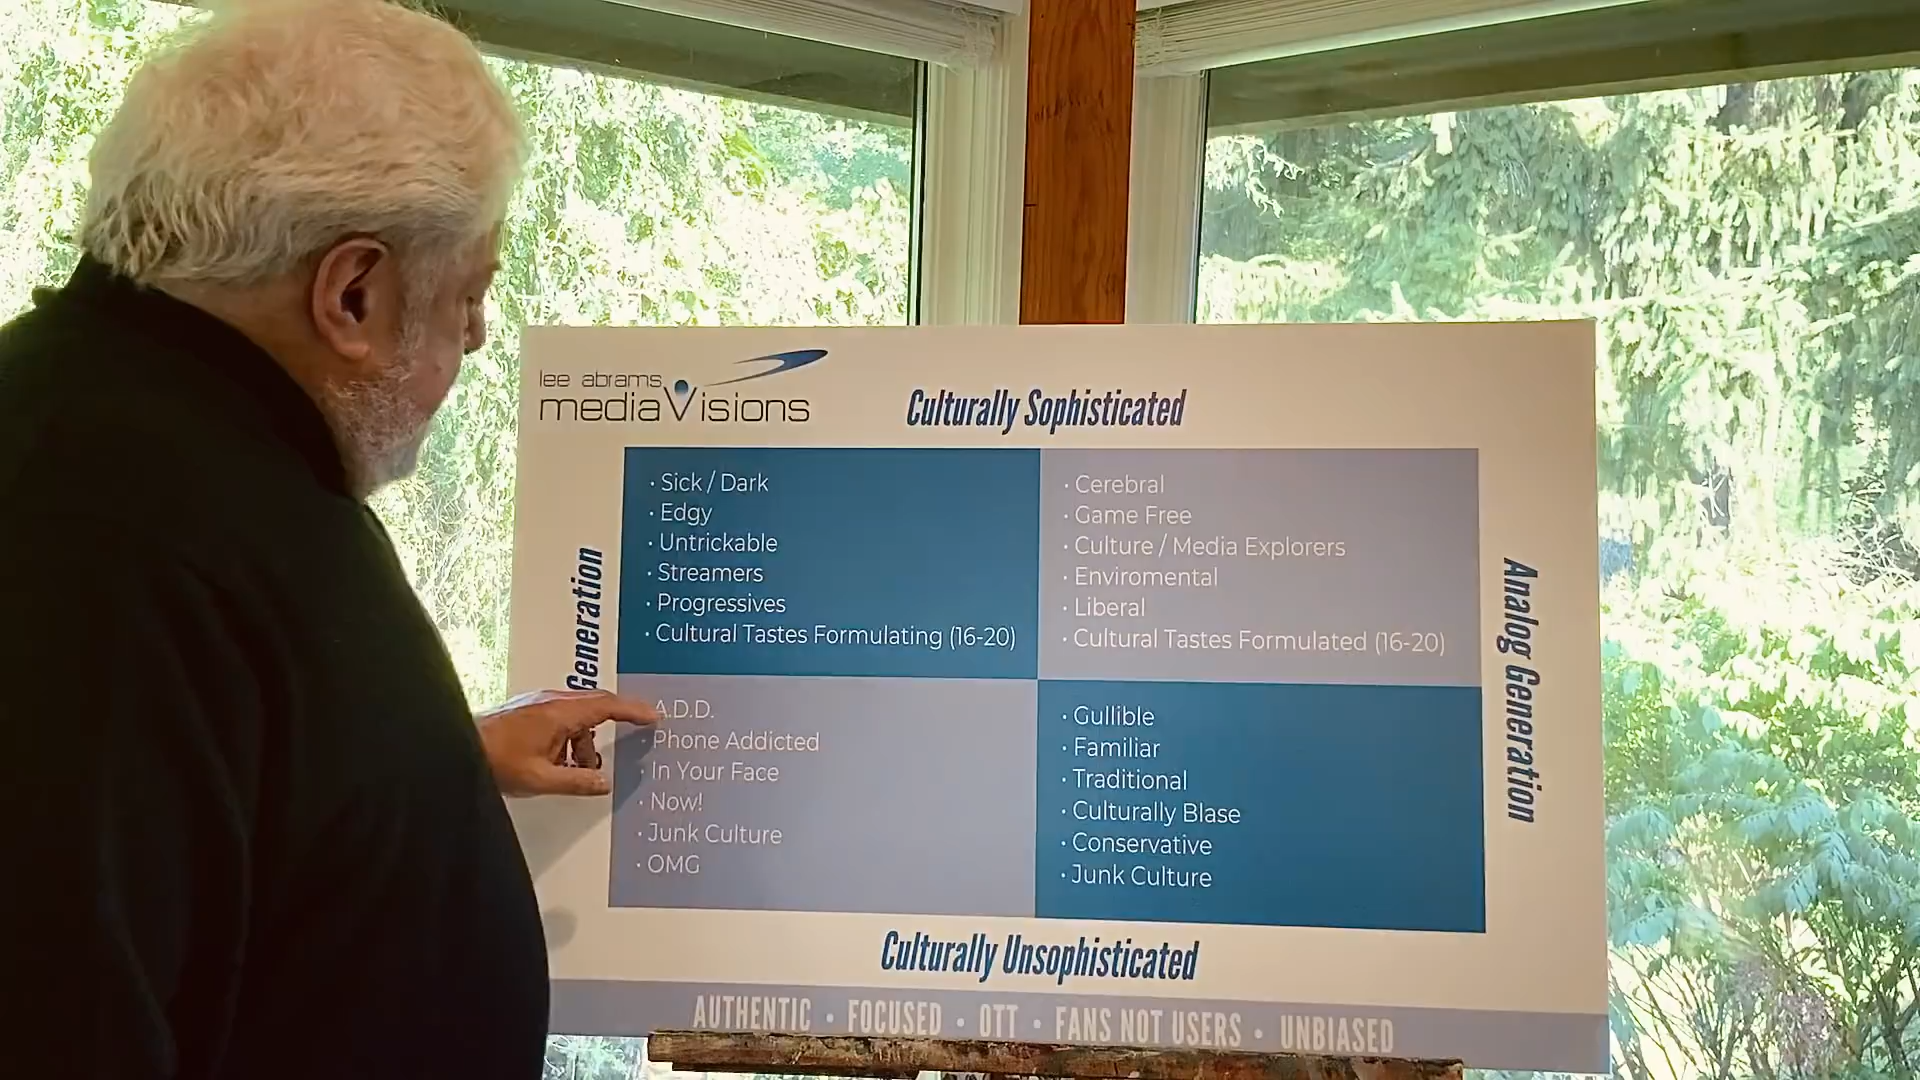 lee abrams
mediaVisions
Culturally Sophisticated
Generation
· Sick / Dark
· Edgy
· Untrickable
· Streamers
· Progressives
· Cultural Tastes Formulating (16-20)
· Cerebral
· Game Free
· Culture / Media Explorers
· Enviromental
· Liberal
· Cultural Tastes Formulated (16-20)
Analog Generation
A.D.D.
· Phone Addicted
· In Your Face
· Now!
· Junk Culture
· OMG
· Gullible
· Familiar
· Traditional
· Culturally Blase
· Conservative
· Junk Culture
Culturally Unsophisticated
AUTHENTIC • FOCUSED • OTT • FANS NOT USERS • UNBIASED